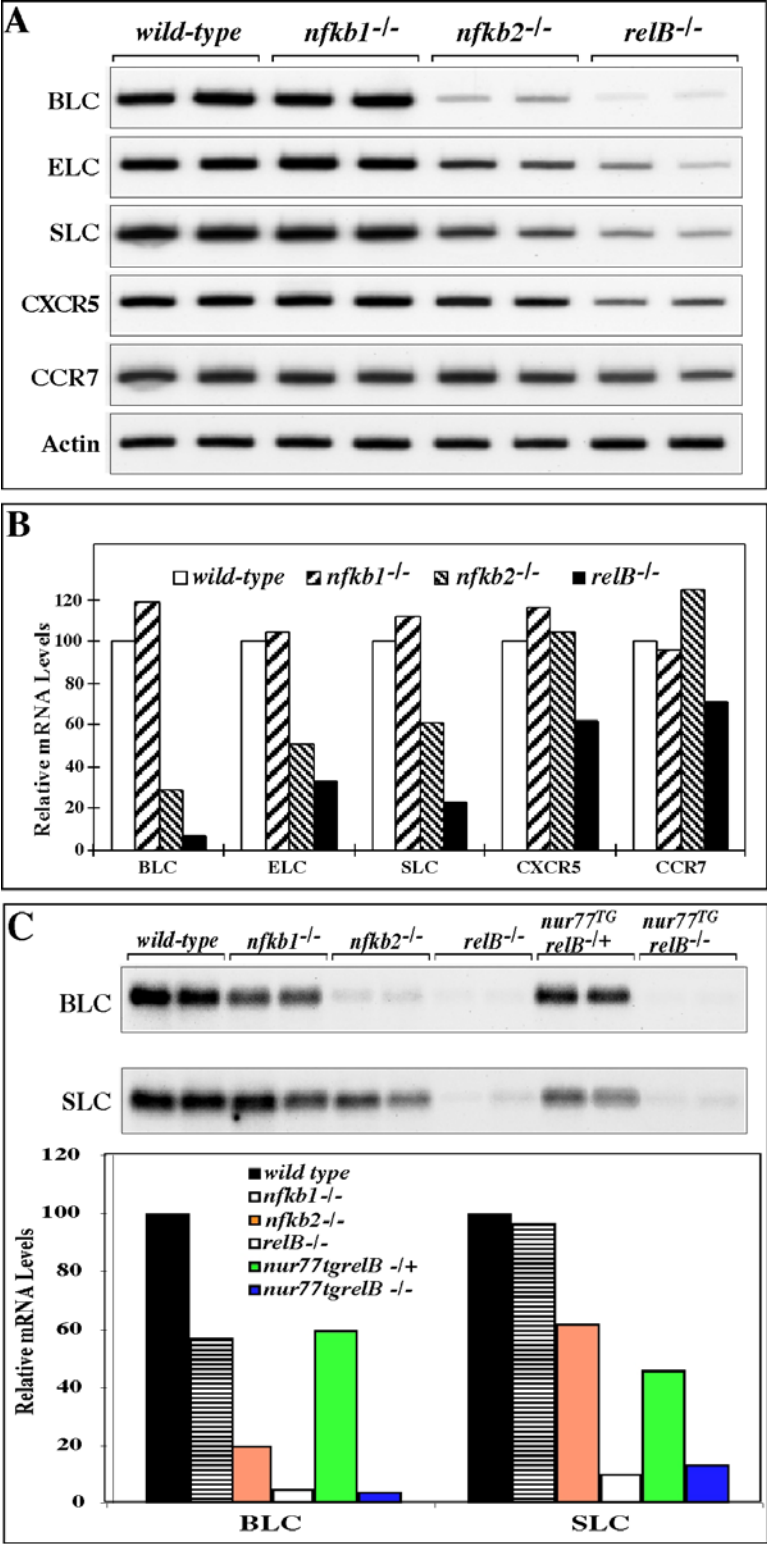 A
wild-type nfkb1-/- nfkb2-/- relB-/-
BLC
ELC
SLC
CXCR5
CCR7
Actin
B
wild-type nfkb1-/- nfkb2-/- relB-/-
Relative mRNA Levels
120
100
80
60
40
20
0
BLC ELC SLC CXCR5 CCR7
C
wild-type nfkb1-/- nfkb2-/- relB-/- nur77TG relB-/+ nur77TG relB-/-
BLC
SLC
Relative mRNA Levels
120
100
80
60
40
20
0
wild type
nfkb1-/-
nfkb2-/-
relB-/-
nur77tgrelB -/+
nur77tgrelB -/-
BLC SLC